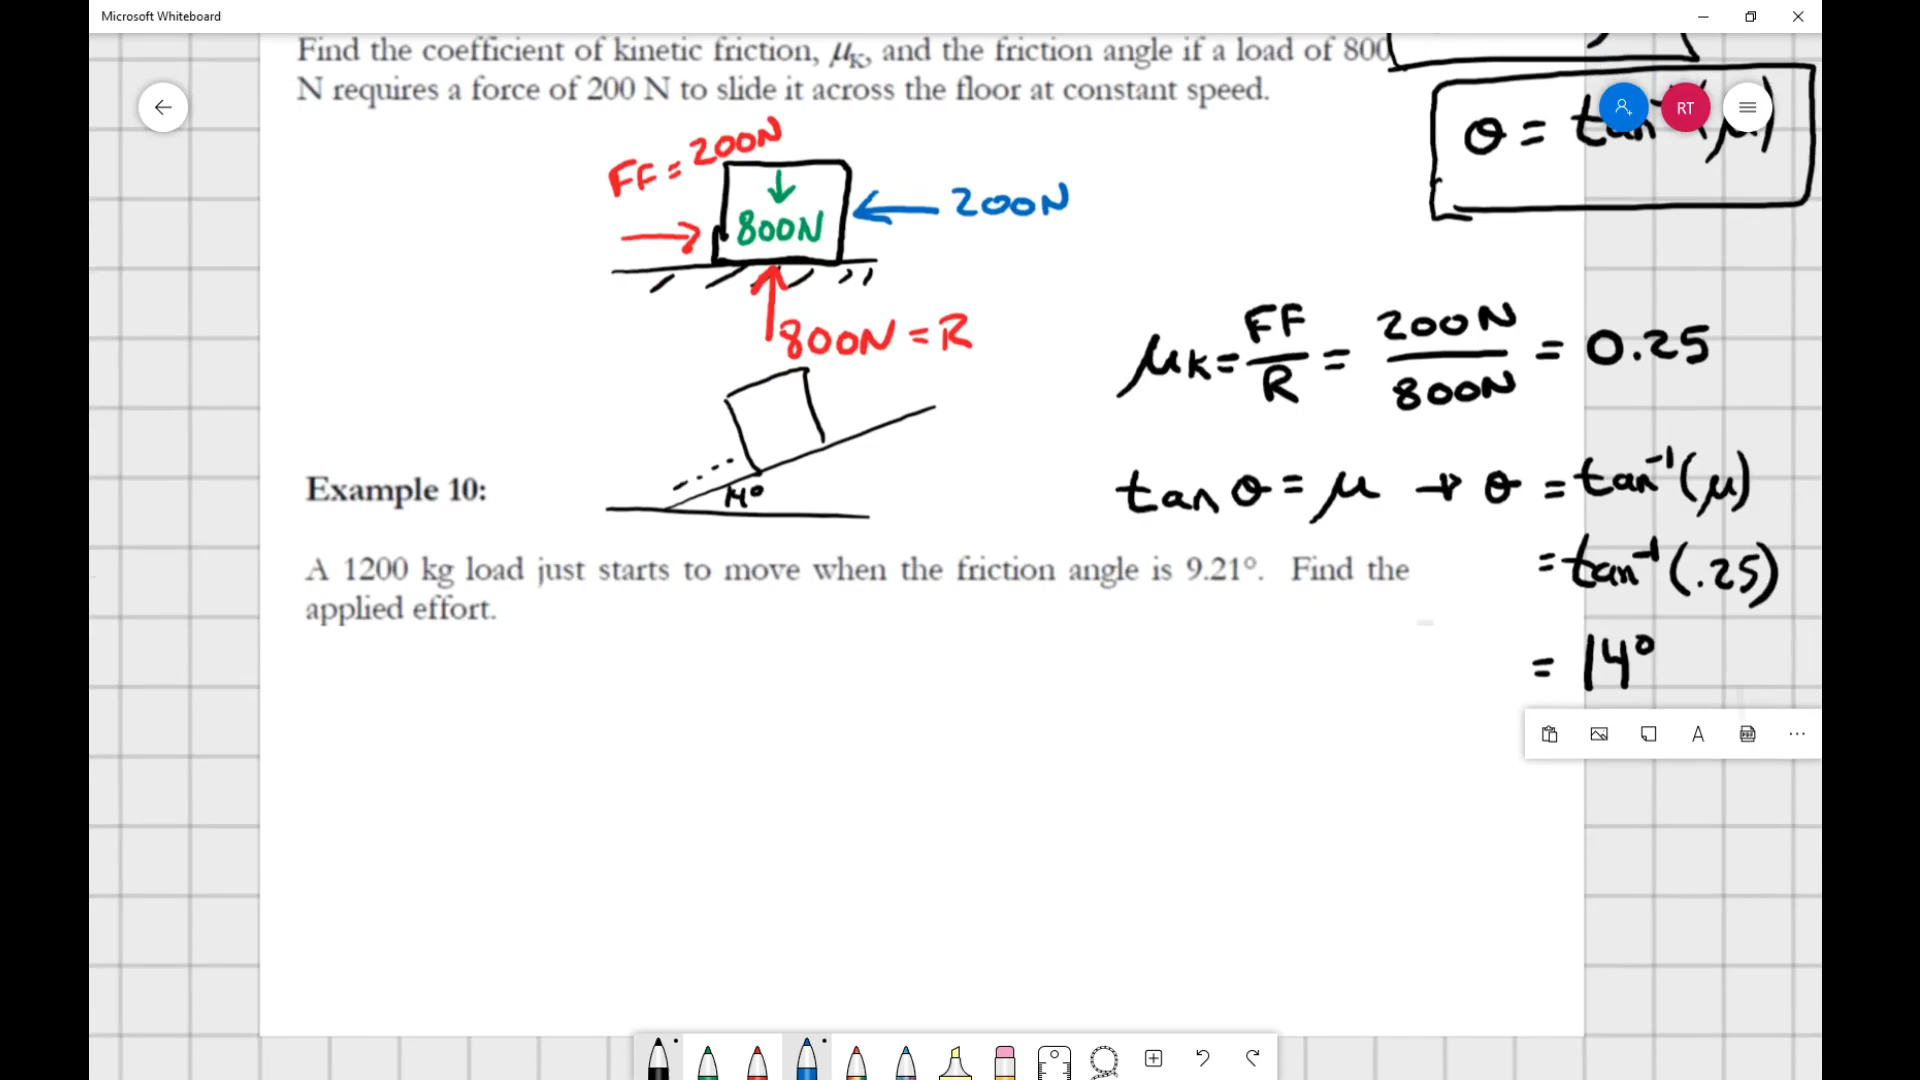 Microsoft Whiteboard
Find the coefficient of kinetic friction, μK, and the friction angle if a load of 800
N requires a force of 200 N to slide it across the floor at constant speed.
RT
θ = tan⁻¹(μ)
FF = 200N
800N
200N
800N = R
μK = FF/R = 200N/800N = 0.25
14°
Example 10:
tan θ = μ → θ = tan⁻¹(μ)
A 1200 kg load just starts to move when the friction angle is 9.21°. Find the
applied effort.
= tan⁻¹(.25)
= 14°